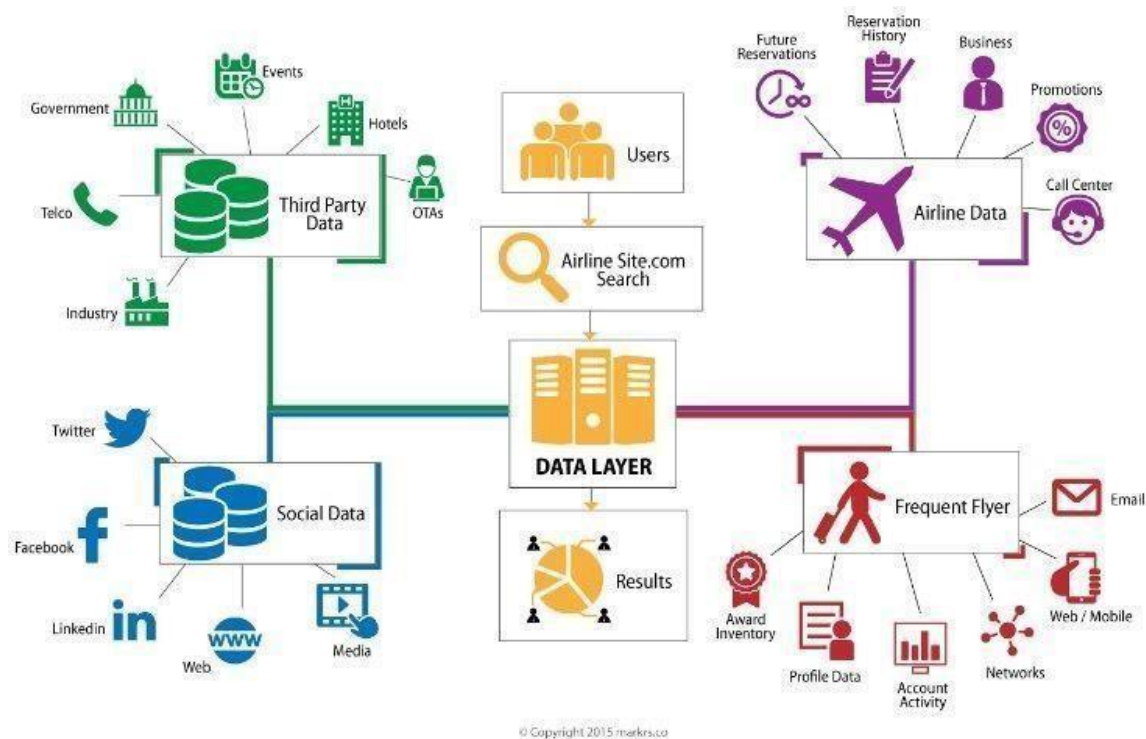 Government
Events
Hotels
OTAs
Telco
Industry
Third Party
Data
Users
Airline Site.com
Search
DATA LAYER
Results
Future
Reservations
Reservation
History
Business
Promotions
%
Call Center
Airline Data
Twitter
Facebook
f
Linkedin
in
Web
www
Media
Social Data
Frequent Flyer
Email
Web / Mobile
Networks
Account
Activity
Profile Data
Award
Inventory
H
© Copyright 2015 markrs.co